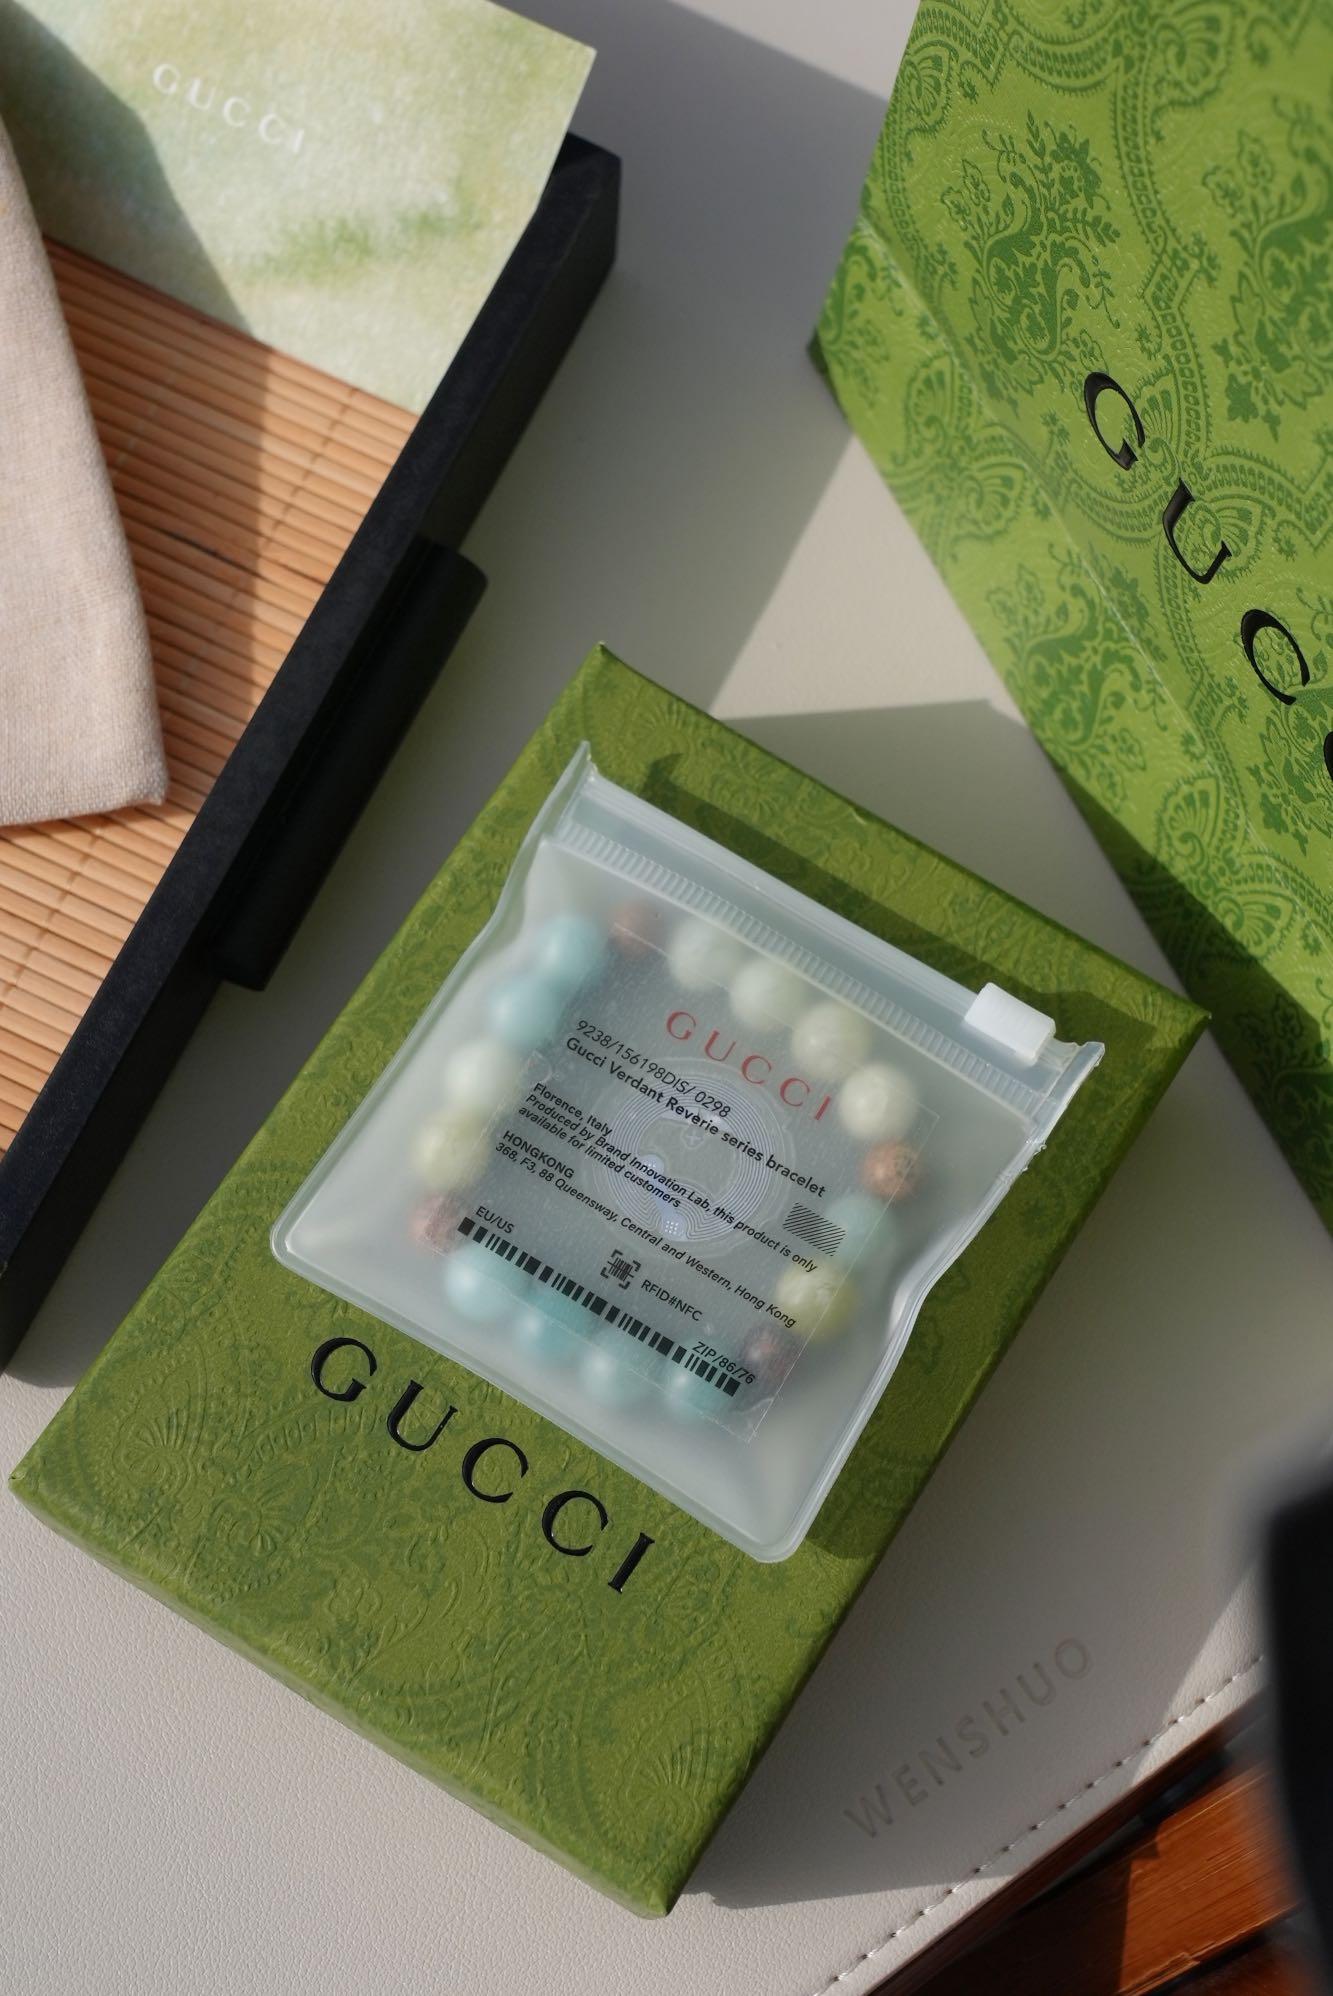 GUCCI
GUCC
GUCCI
9238/156198DIS/ 0298
Gucci Verdant Reverie series bracelet
Florence, Italy
Produced by Brand Innovation Lab, this product is only
available for limited customers
HONGKONG
368, F3, 88 Queensway, Central and Western, Hong Kong
EU/US
RFID#NFC
ZIP/86/76
GUCCI
WENSHUO